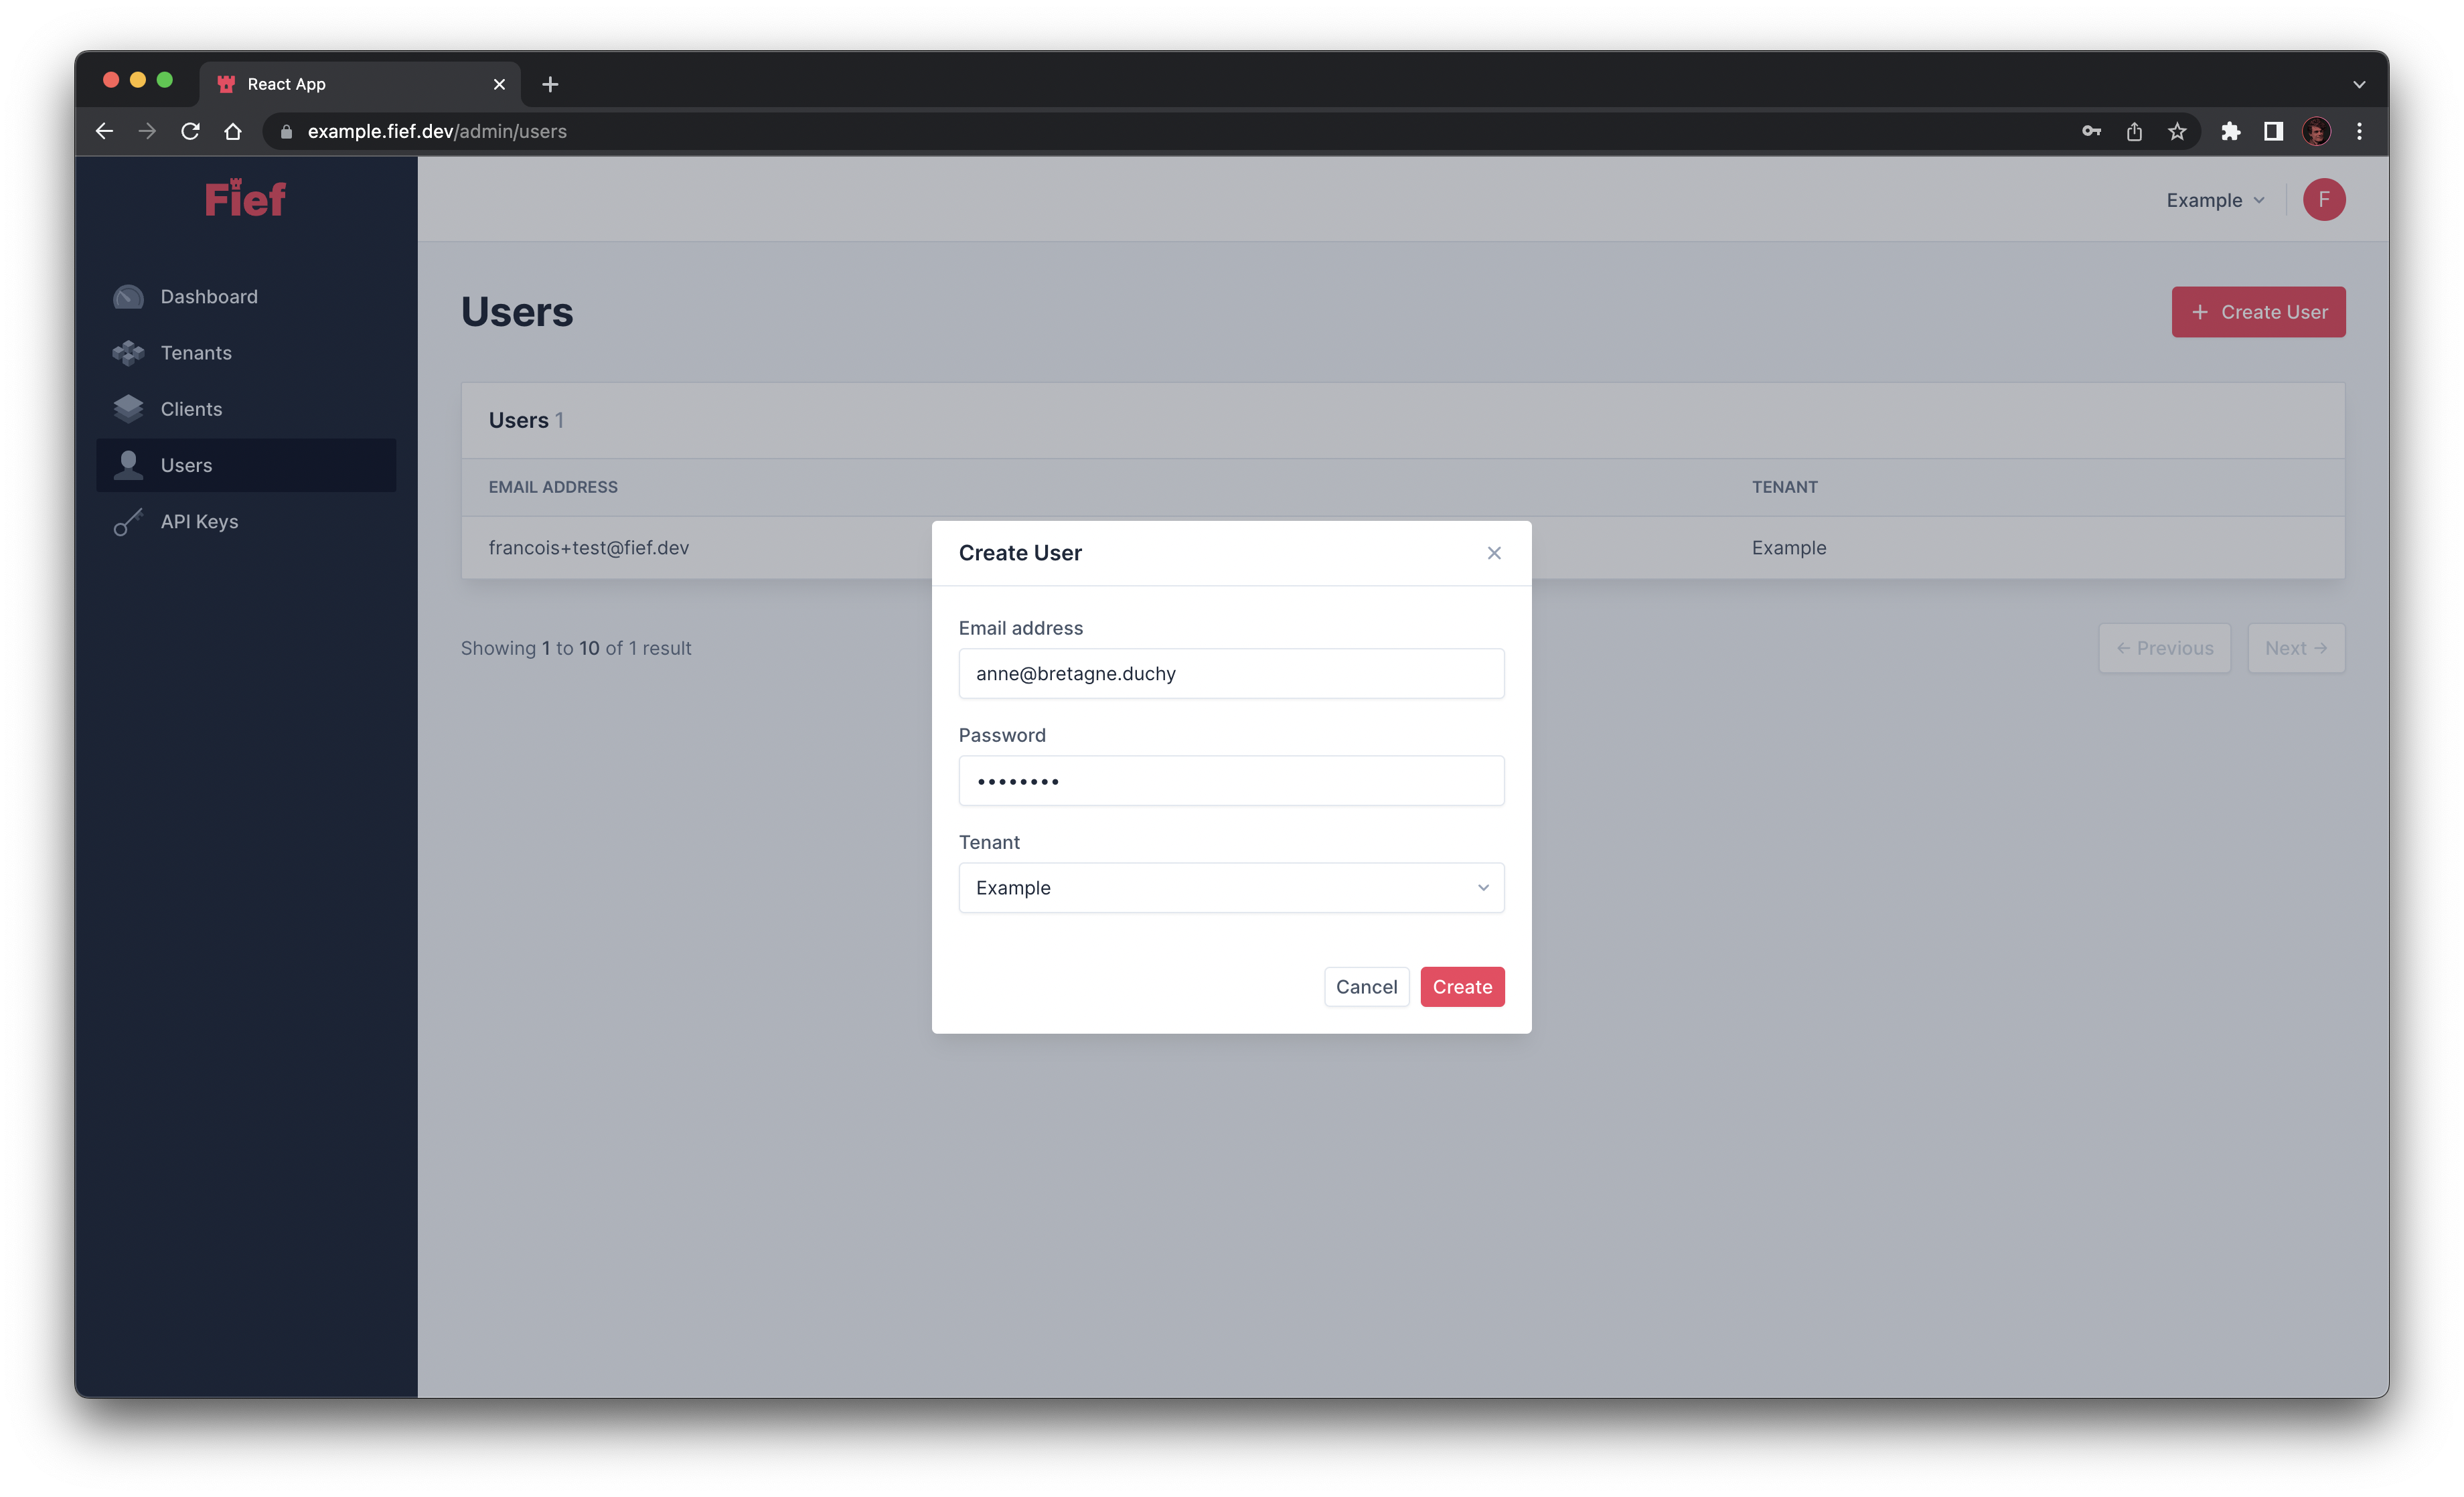 React App
example.fief.dev/admin/users
Fief
Example
F
Dashboard
Tenants
Clients
Users
API Keys
Users
+ Create User
Users 1
EMAIL ADDRESS TENANT
francois+test@fief.dev Example
Showing 1 to 10 of 1 result
← Previous
Next →
Create User
Email address
anne@bretagne.duchy
Password
••••••••
Tenant
Example
Cancel
Create